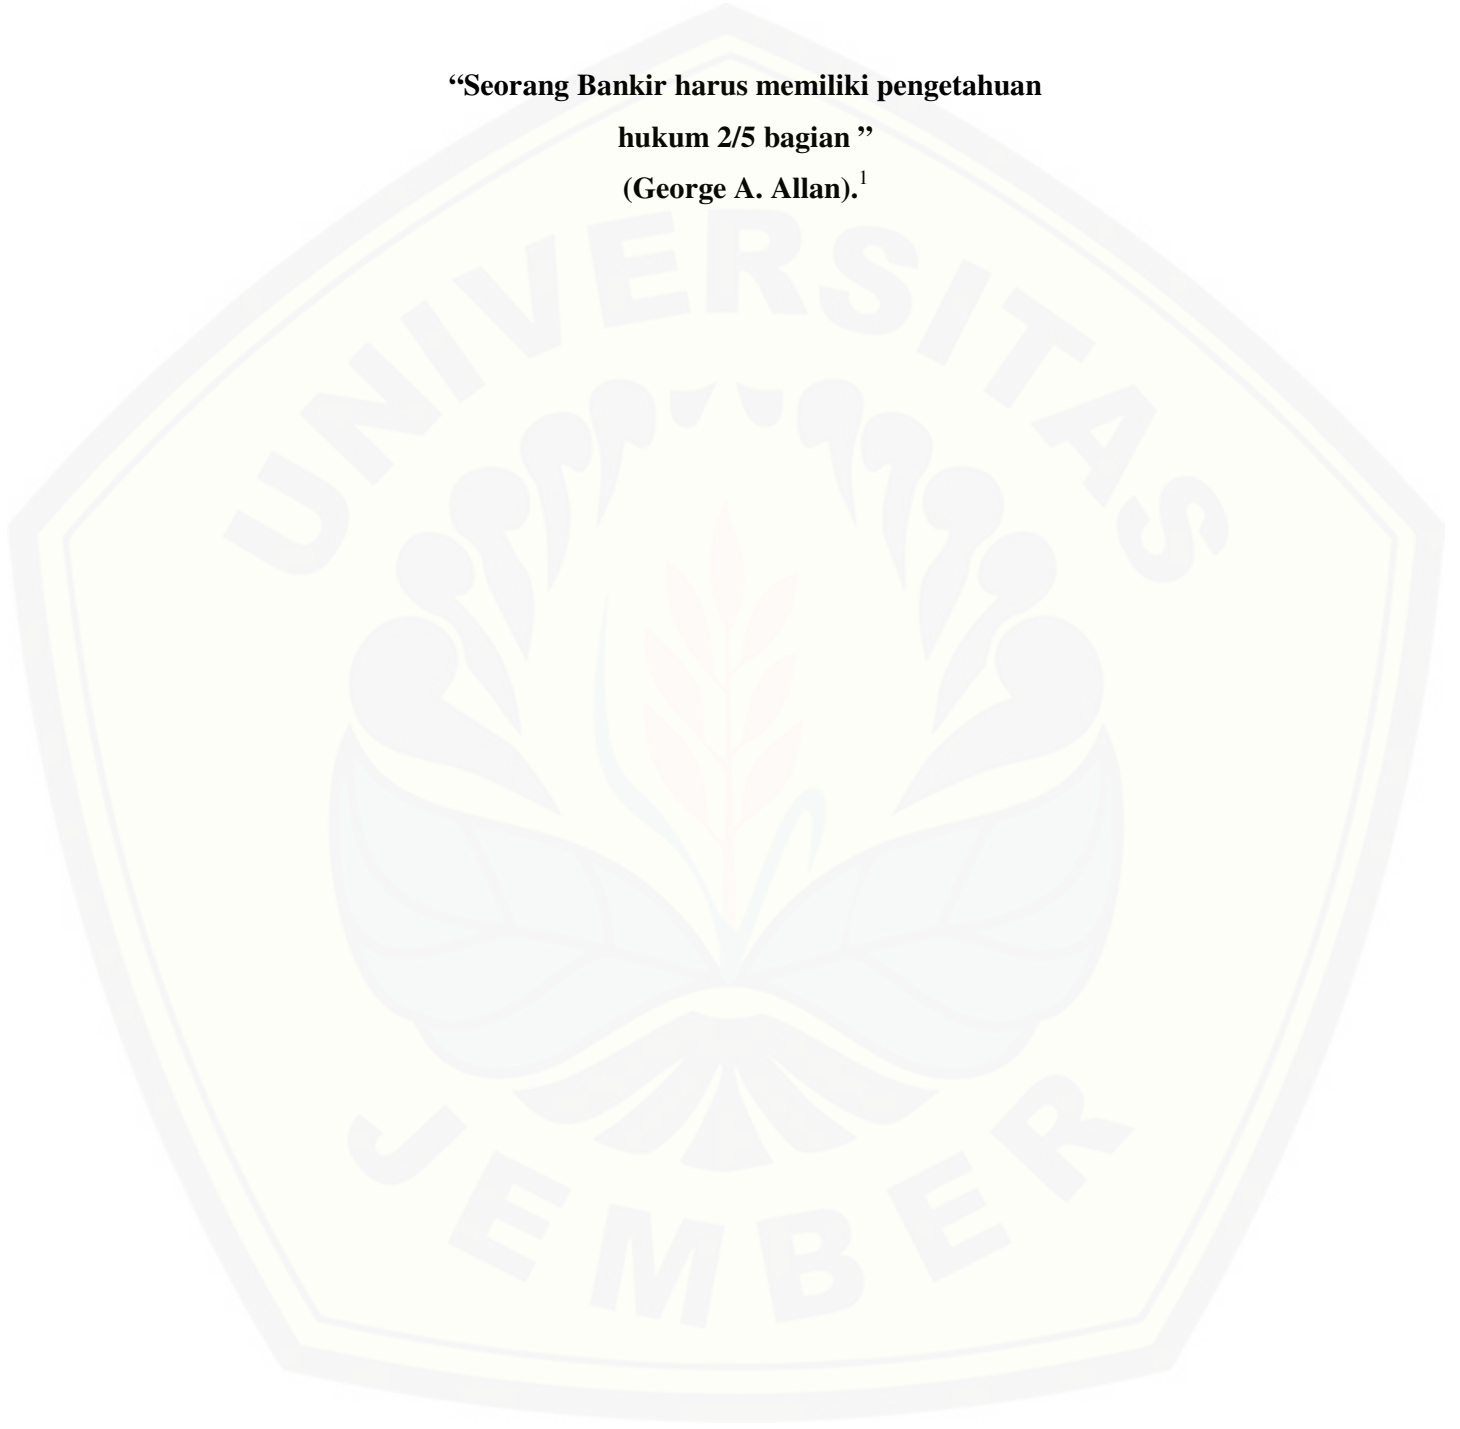 “Seorang Bankir harus memiliki pengetahuan
hukum 2/5 bagian ”
(George A. Allan).1
UNIVERSITAS
JEMBER